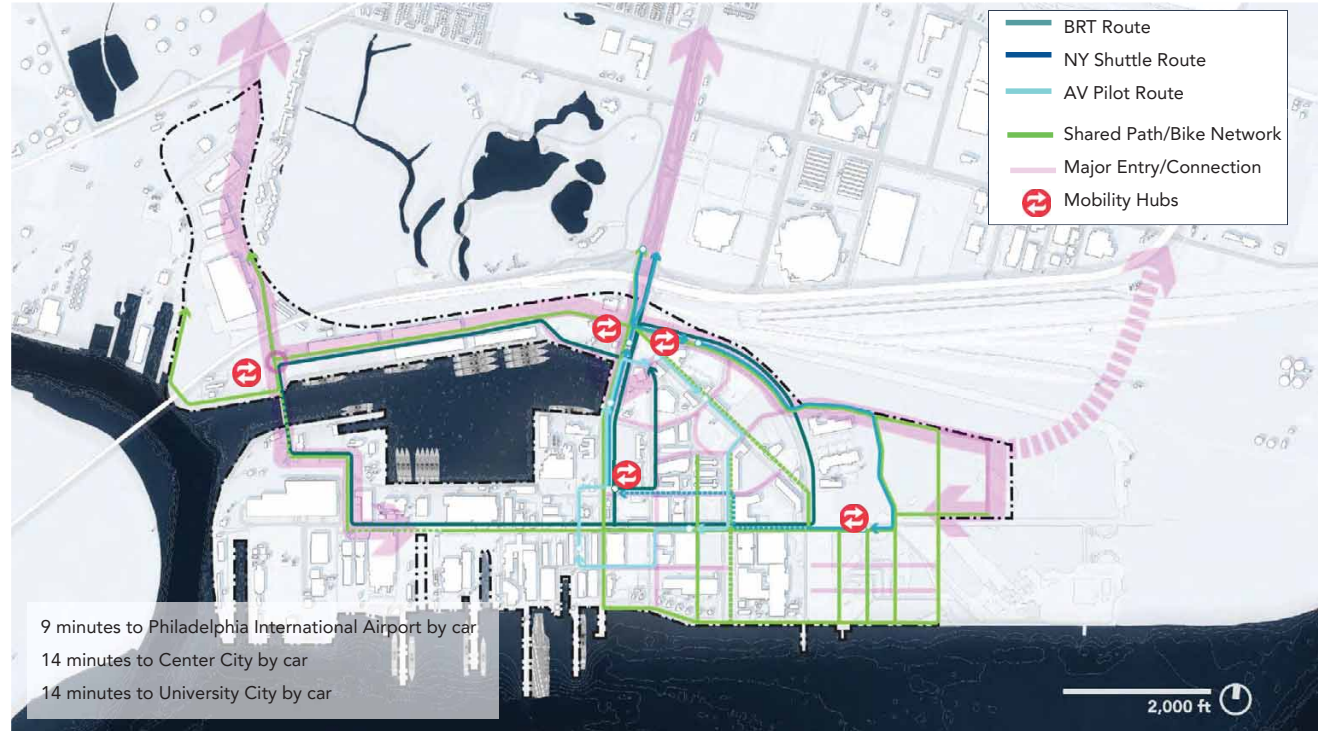 BRT Route
NY Shuttle Route
AV Pilot Route
Shared Path/Bike Network
Major Entry/Connection
Mobility Hubs
9 minutes to Philadelphia International Airport by car
14 minutes to Center City by car
14 minutes to University City by car
2,000 ft